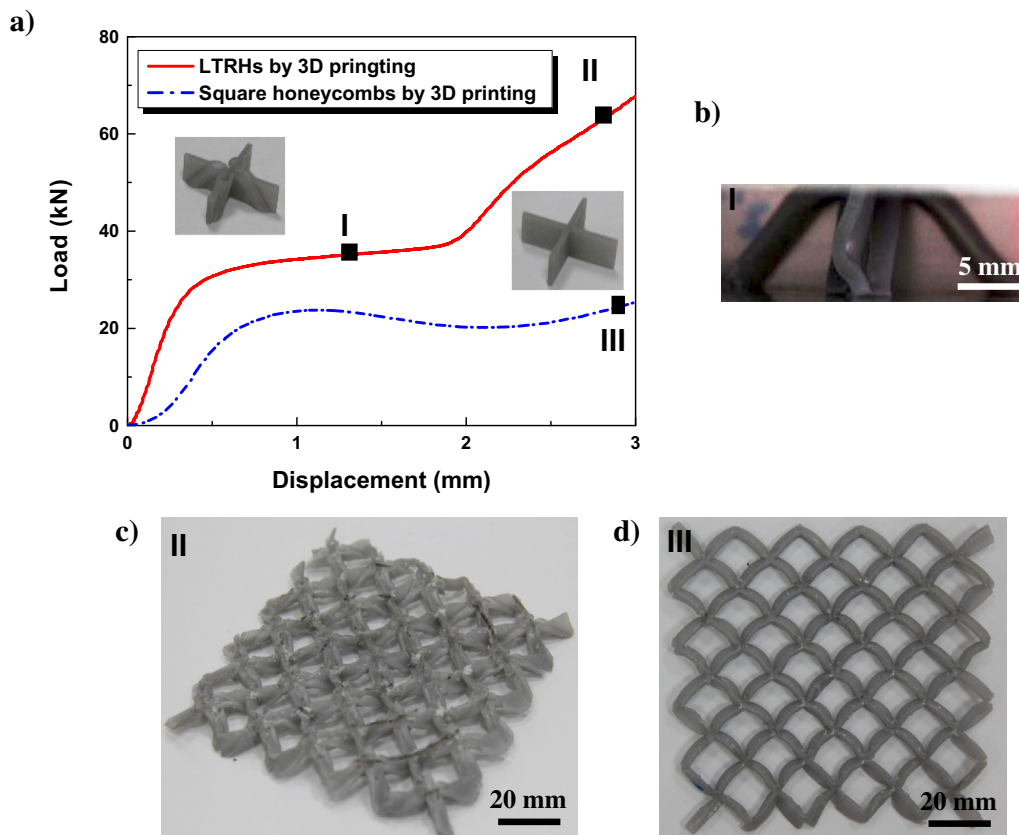 a)
80
60
40
20
0
Load (kN)
LTRHs by 3D pringting
Square honeycombs by 3D printing
I
II
III
0
1
2
3
Displacement (mm)
b)
I
5 mm
c)
II
20 mm
d)
III
20 mm